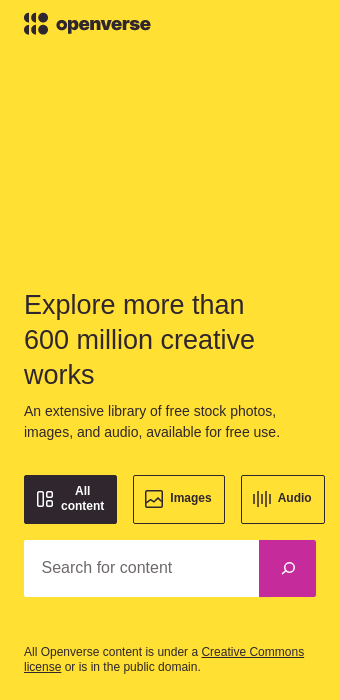 openverse
Explore more than
600 million creative
works
An extensive library of free stock photos,
images, and audio, available for free use.
All
content
Images
Audio
Search for content
All Openverse content is under a Creative Commons
license or is in the public domain.